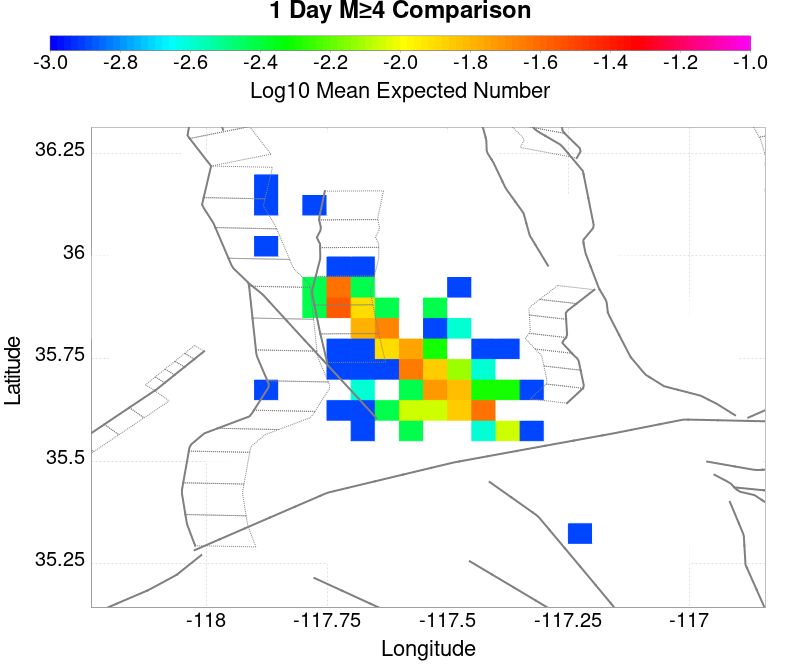 1 Day M≥4 Comparison
-3.0 -2.8 -2.6 -2.4 -2.2 -2.0 -1.8 -1.6 -1.4 -1.2 -1.0
Log10 Mean Expected Number
36.25
36
35.75
35.5
35.25
Latitude
-118 -117.75 -117.5 -117.25 -117
Longitude